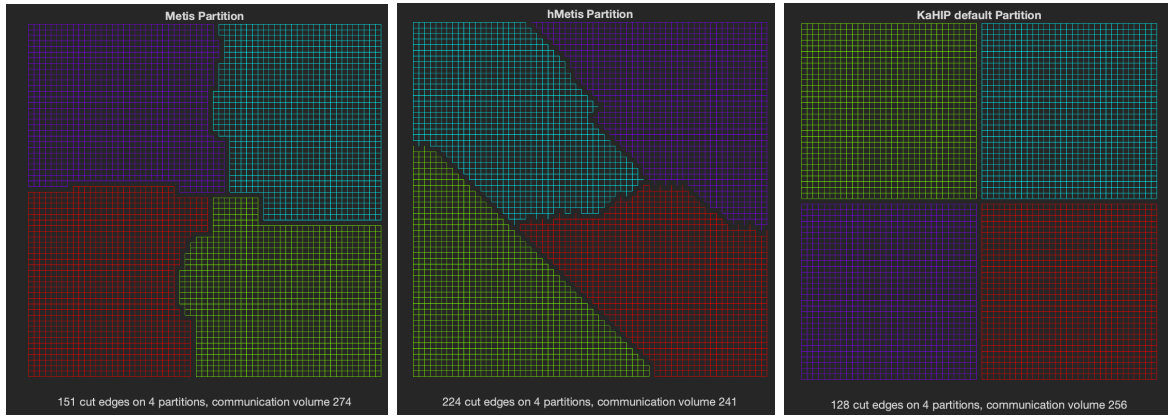 Metis Partition
151 cut edges on 4 partitions, communication volume 274
hMetis Partition
224 cut edges on 4 partitions, communication volume 241
KaHIP default Partition
128 cut edges on 4 partitions, communication volume 256